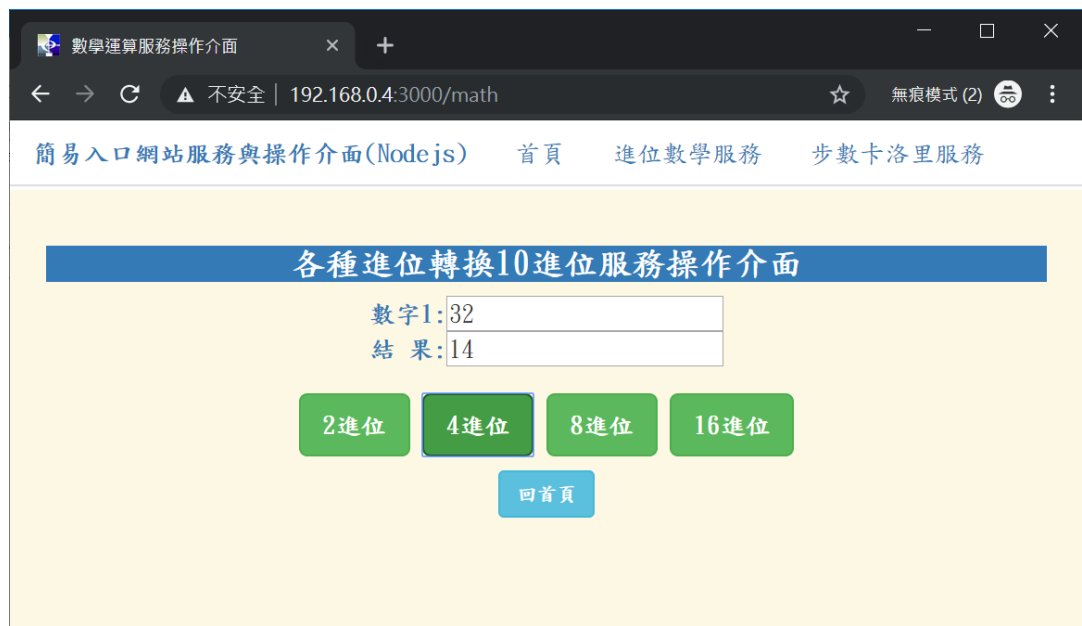 數學運算服務操作介面
不安全 | 192.168.0.4:3000/math 無痕模式 (2)
簡易入口網站服務與操作介面(Nodejs) 首頁 進位數學服務 步數卡洛里服務
各種進位轉換10進位服務操作介面
數字1:32
結 果:14
2進位 4進位 8進位 16進位
回首頁